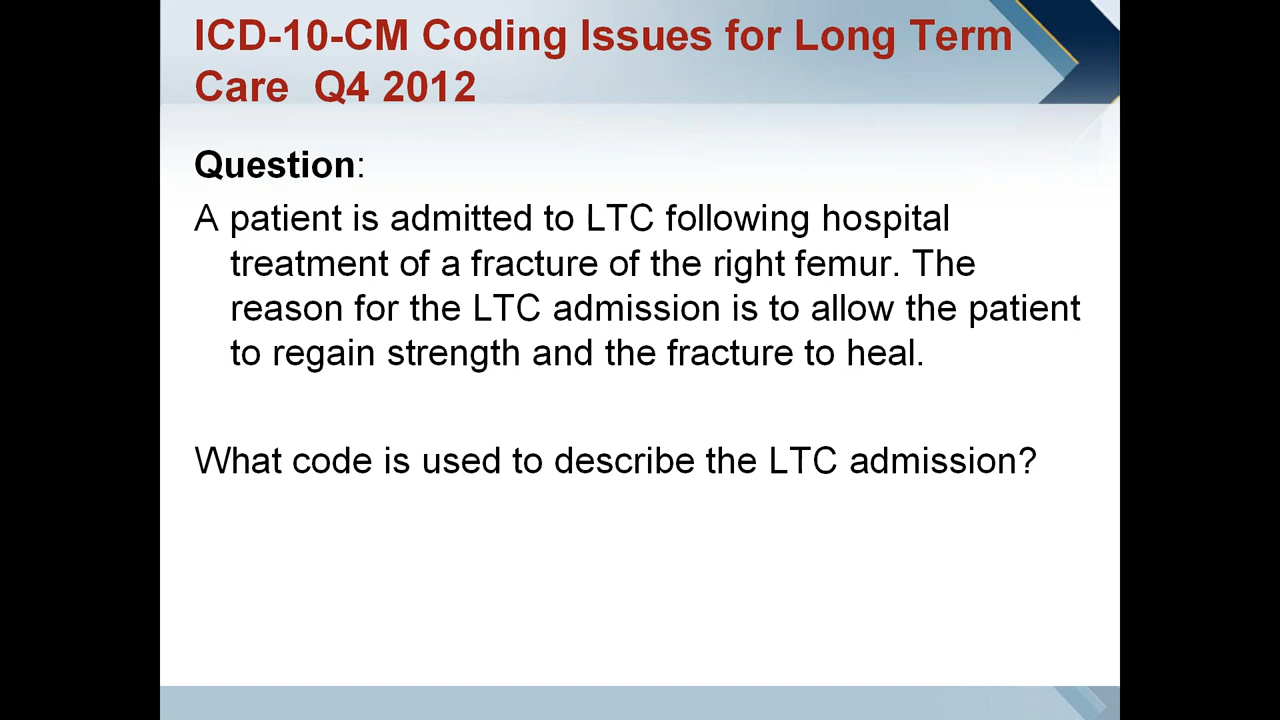 ICD-10-CM Coding Issues for Long Term
Care  Q4 2012
Question:
A patient is admitted to LTC following hospital
treatment of a fracture of the right femur. The
reason for the LTC admission is to allow the patient
to regain strength and the fracture to heal.
What code is used to describe the LTC admission?